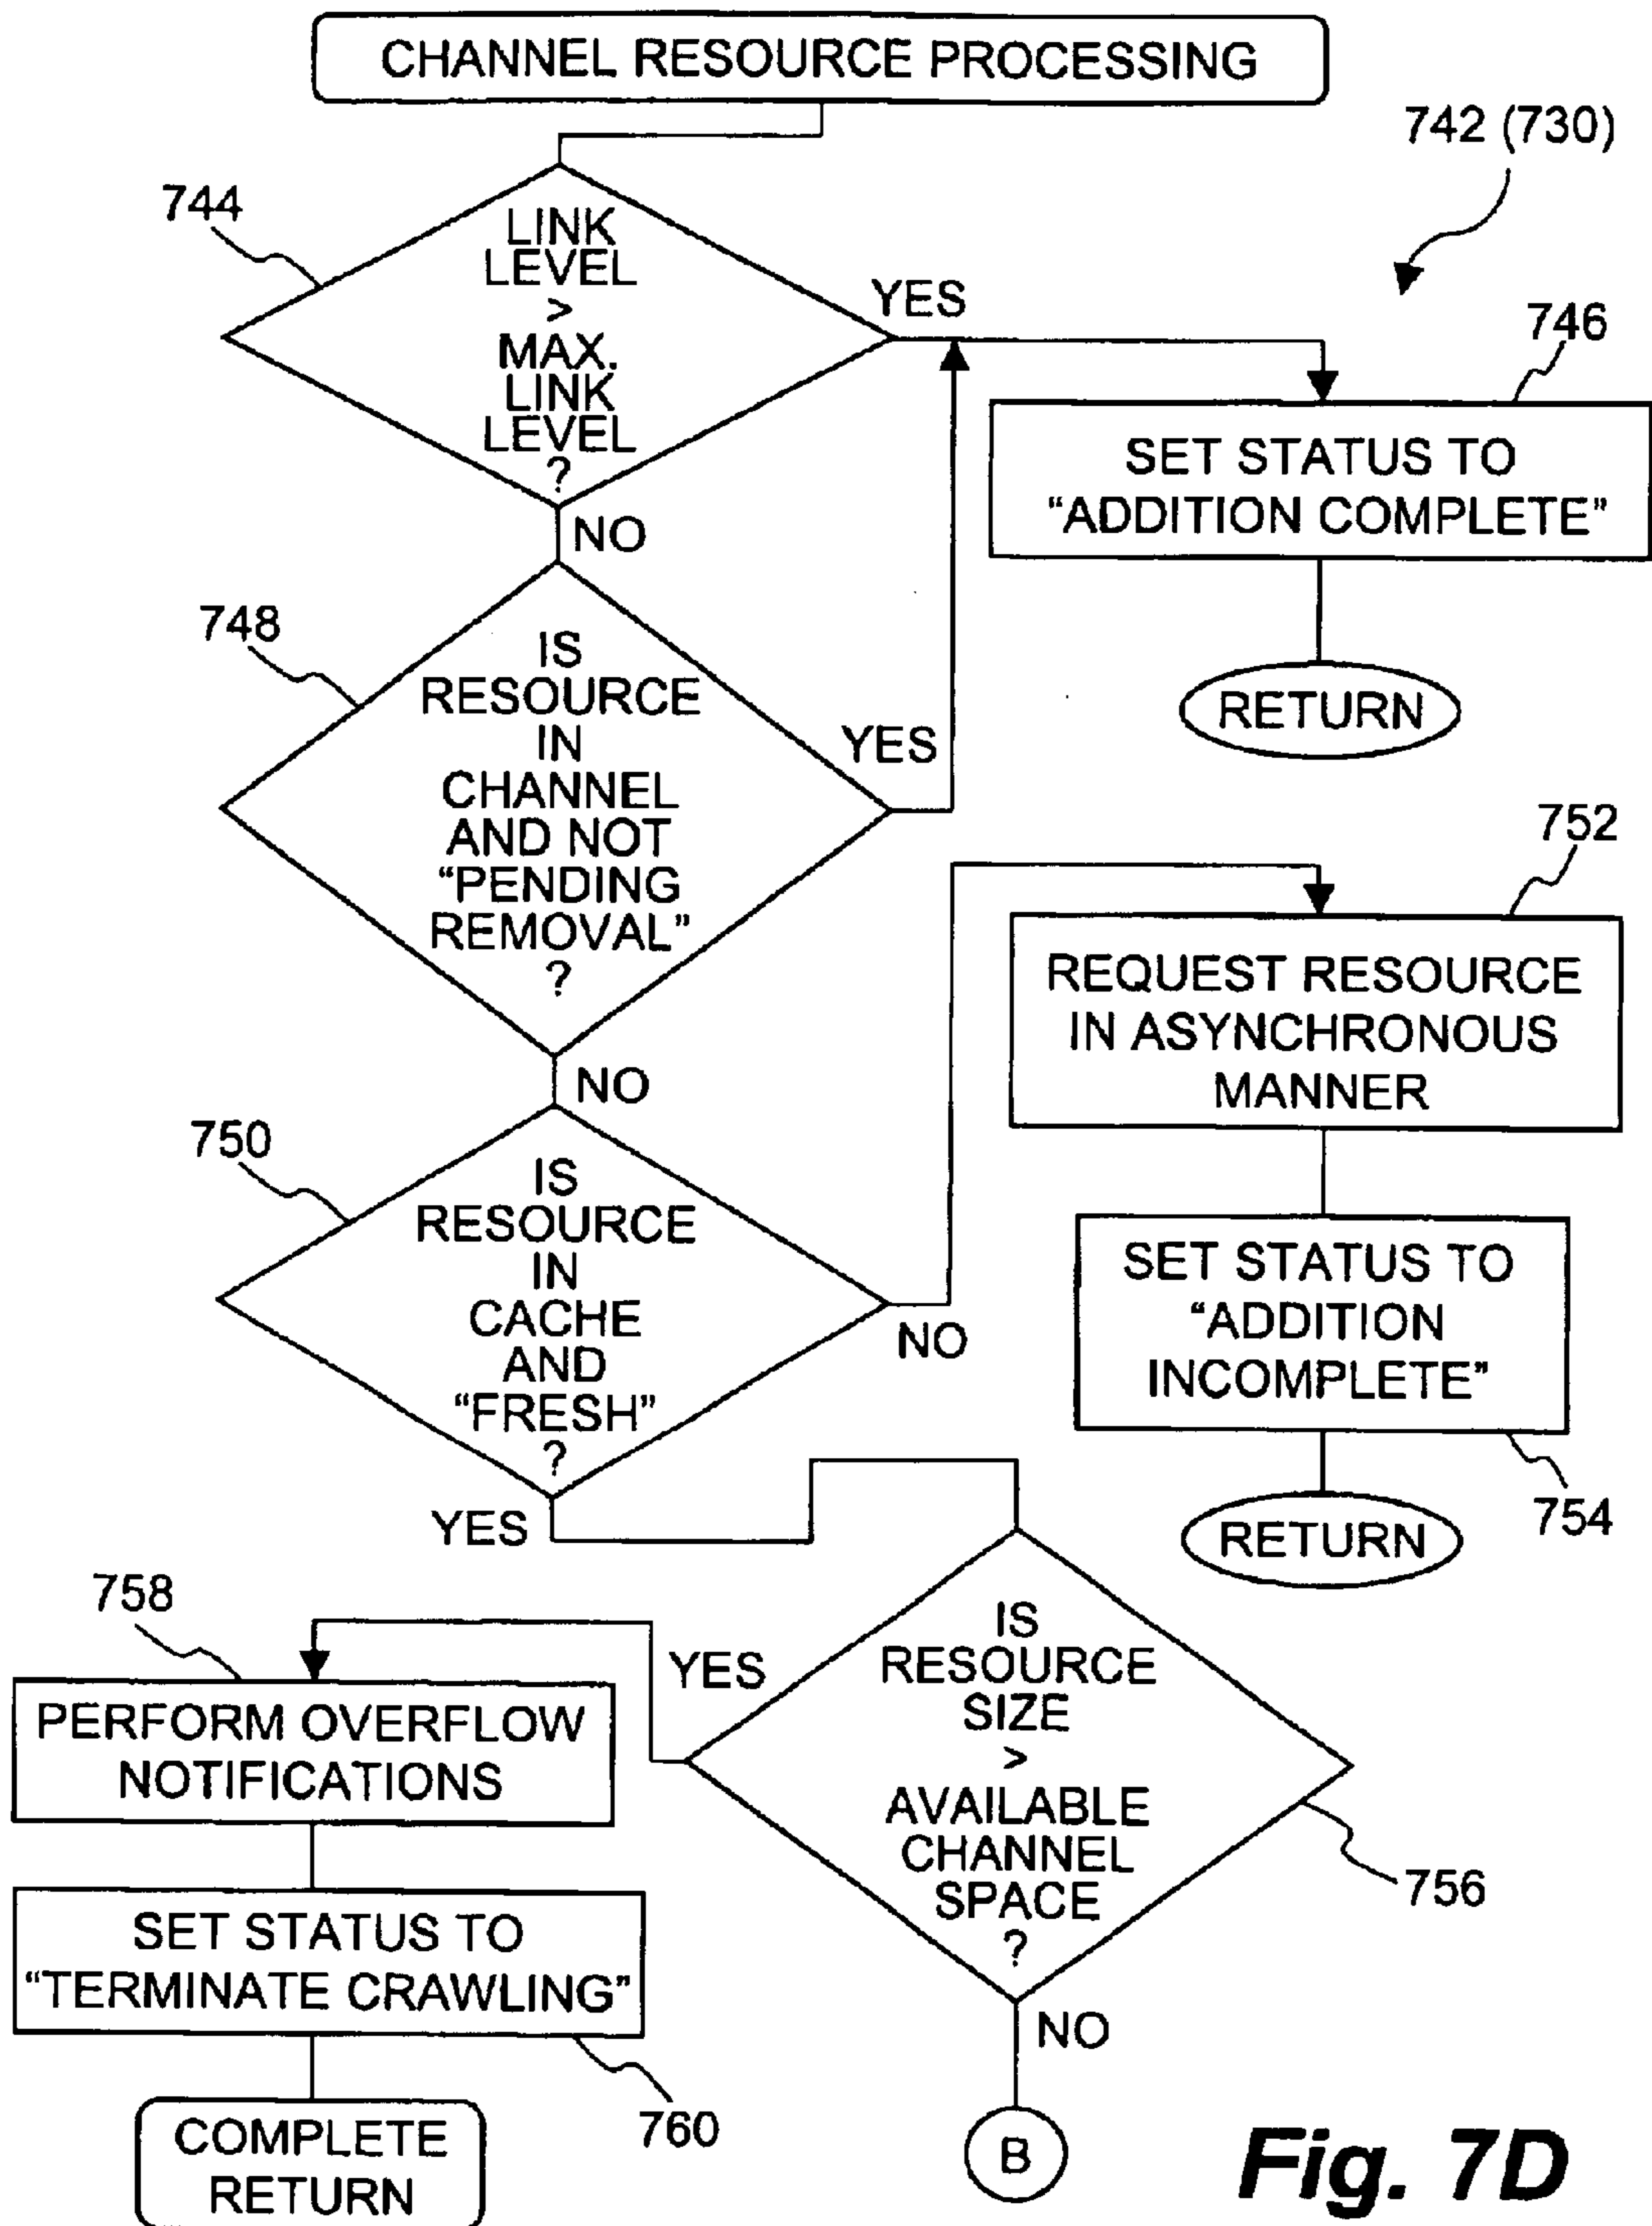 CHANNEL RESOURCE PROCESSING
742 (730)
744
LINK
LEVEL
>
MAX.
LINK
LEVEL
?
YES
NO
746
SET STATUS TO
“ADDITION COMPLETE”
RETURN
748
IS
RESOURCE
IN
CHANNEL
AND NOT
“PENDING
REMOVAL”
?
YES
NO
752
REQUEST RESOURCE
IN ASYNCHRONOUS
MANNER
750
IS
RESOURCE
IN
CACHE
AND
“FRESH”
?
NO
YES
SET STATUS TO
“ADDITION
INCOMPLETE”
754
RETURN
758
YES
IS
RESOURCE
SIZE
>
AVAILABLE
CHANNEL
SPACE
?
756
NO
PERFORM OVERFLOW
NOTIFICATIONS
SET STATUS TO
“TERMINATE CRAWLING”
760
COMPLETE
RETURN
B
Fig. 7D